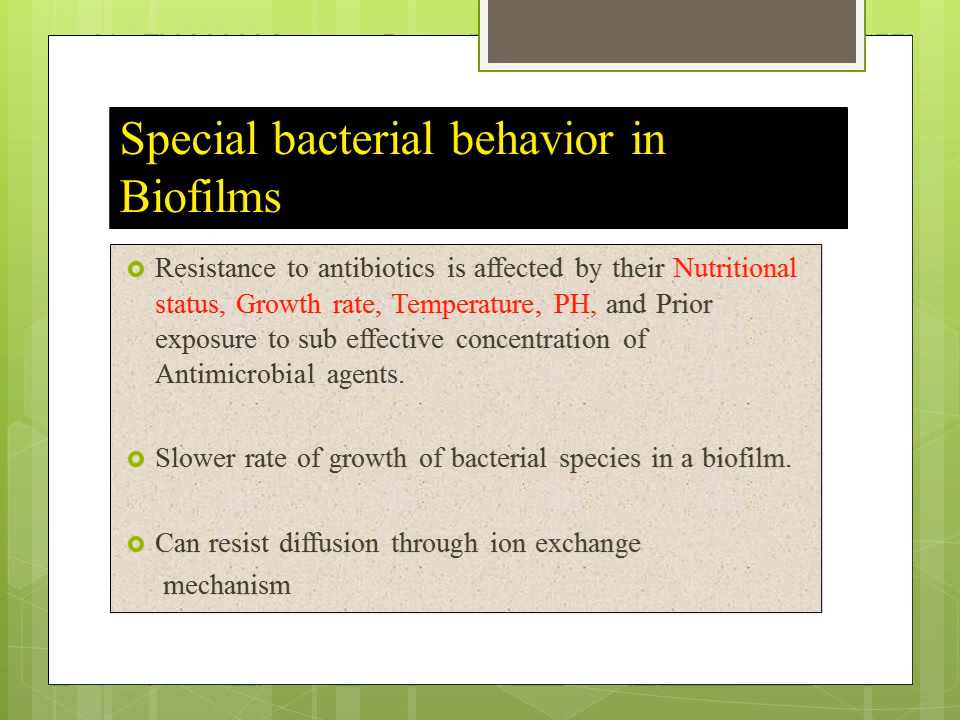 Special bacterial behavior in
Biofilms
Resistance to antibiotics is affected by their Nutritional
status, Growth rate, Temperature, PH, and Prior
exposure to sub effective concentration of
Antimicrobial agents.
Slower rate of growth of bacterial species in a biofilm.
Can resist diffusion through ion exchange
mechanism